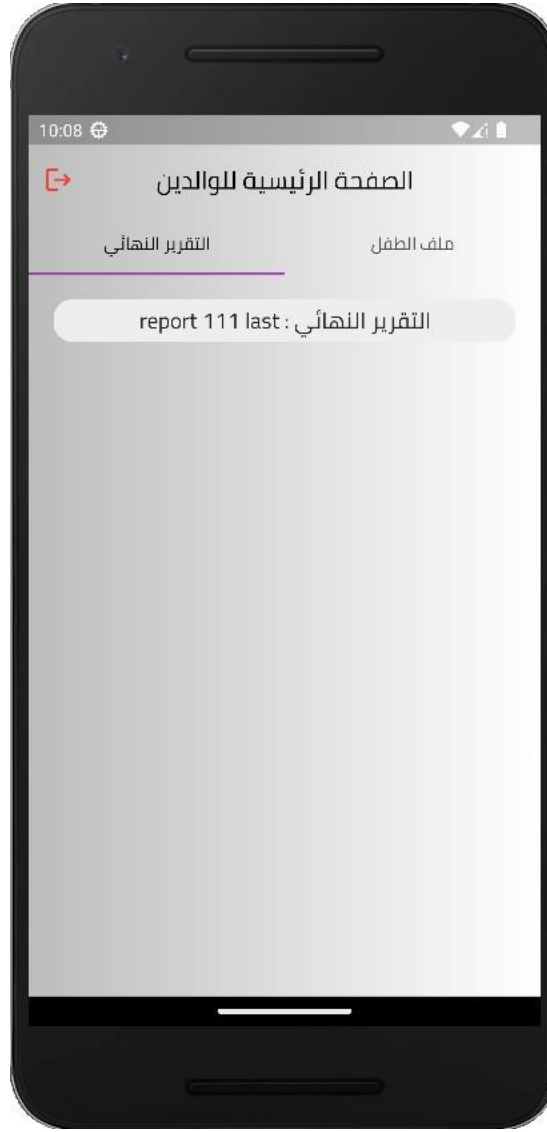 10:08
الصفحة الرئيسية للوالدين
ملف الطفل
التقرير النهائي
التقرير النهائي : report 111 last